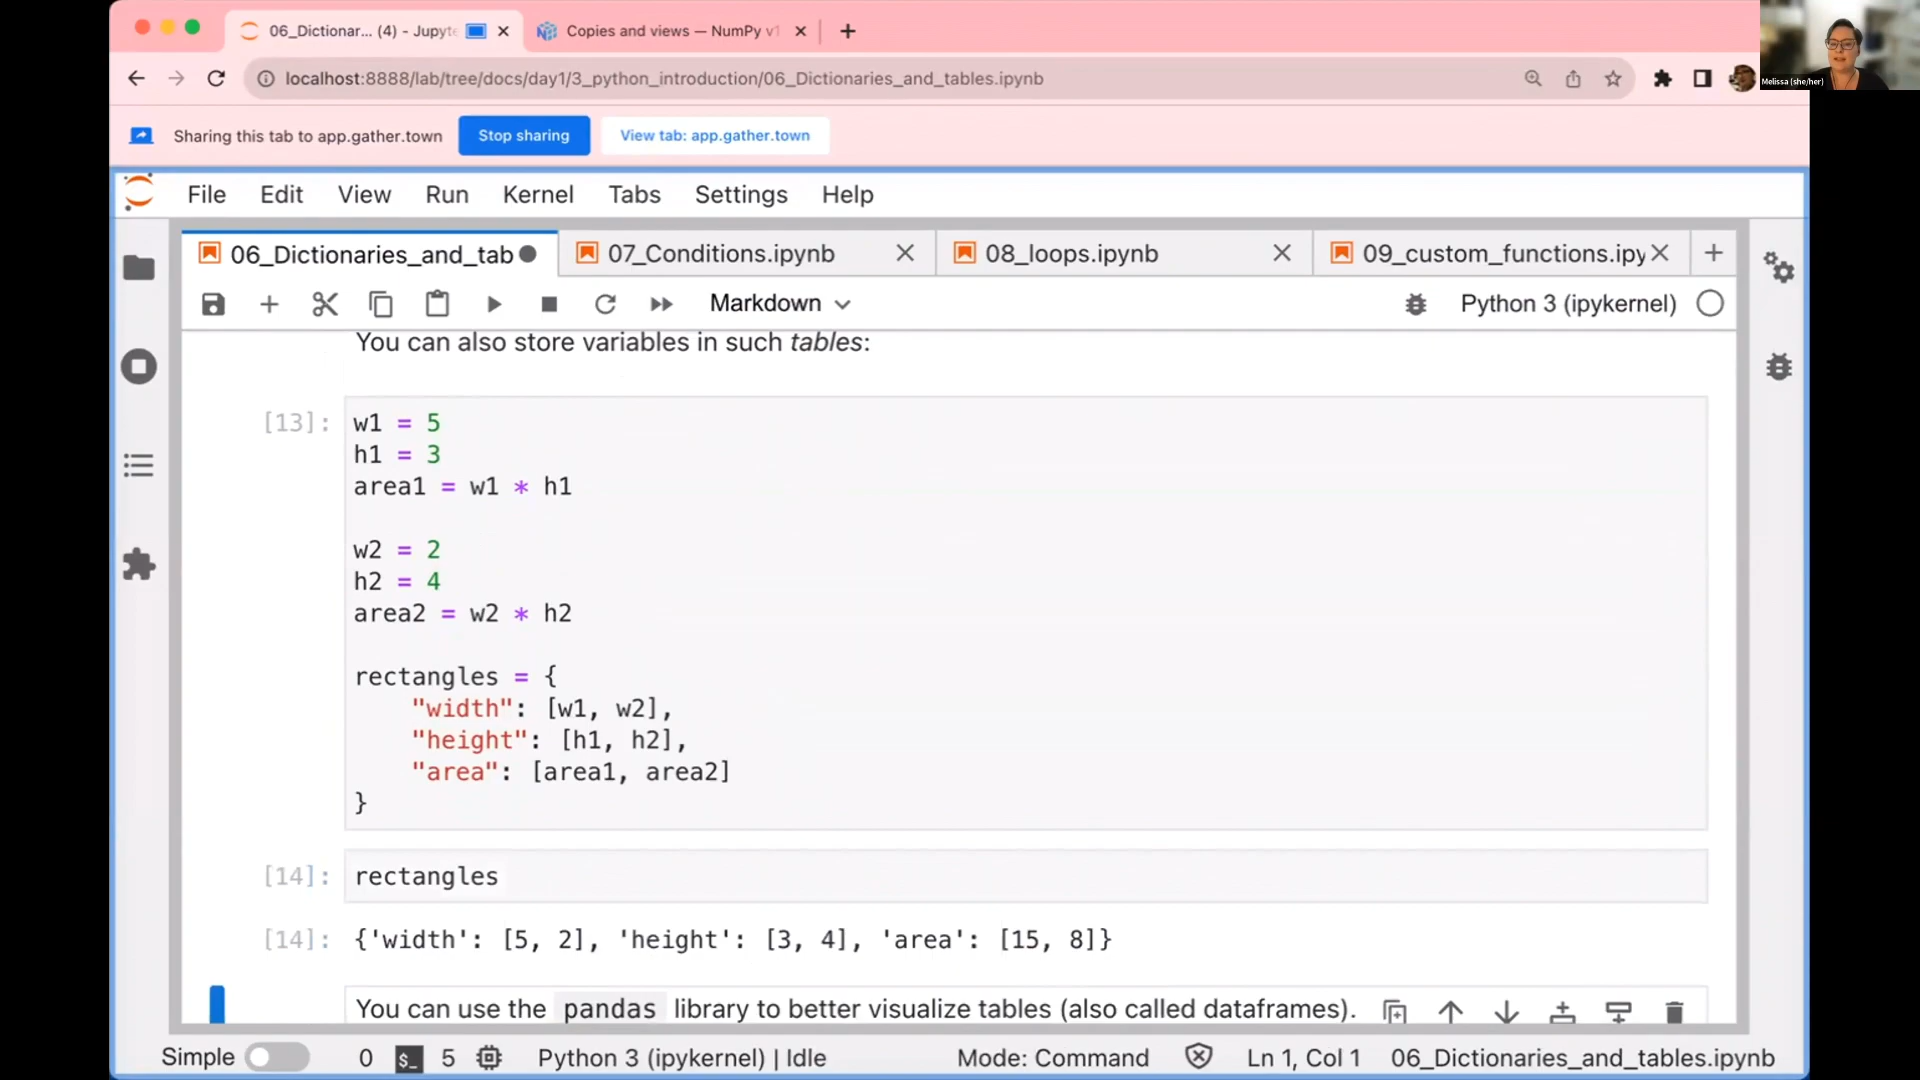 06_Dictionar... (4) - Jupyte
Copies and views — NumPy v1
localhost:8888/lab/tree/docs/day1/3_python_introduction/06_Dictionaries_and_tables.ipynb
Melissa (she/her)
Sharing this tab to app.gather.town
Stop sharing
View tab: app.gather.town
File Edit View Run Kernel Tabs Settings Help
06_Dictionaries_and_tab
07_Conditions.ipynb
08_loops.ipynb
09_custom_functions.ipy
Markdown
Python 3 (ipykernel)
You can also store variables in such tables:
[13]:
w1 = 5
h1 = 3
area1 = w1 * h1
w2 = 2
h2 = 4
area2 = w2 * h2
rectangles = {
"width": [w1, w2],
"height": [h1, h2],
"area": [area1, area2]
}
[14]: rectangles
[14]: {'width': [5, 2], 'height': [3, 4], 'area': [15, 8]}
You can use the pandas library to better visualize tables (also called dataframes).
Simple 0 $_ 5 Python 3 (ipykernel) | Idle Mode: Command Ln 1, Col 1 06_Dictionaries_and_tables.ipynb